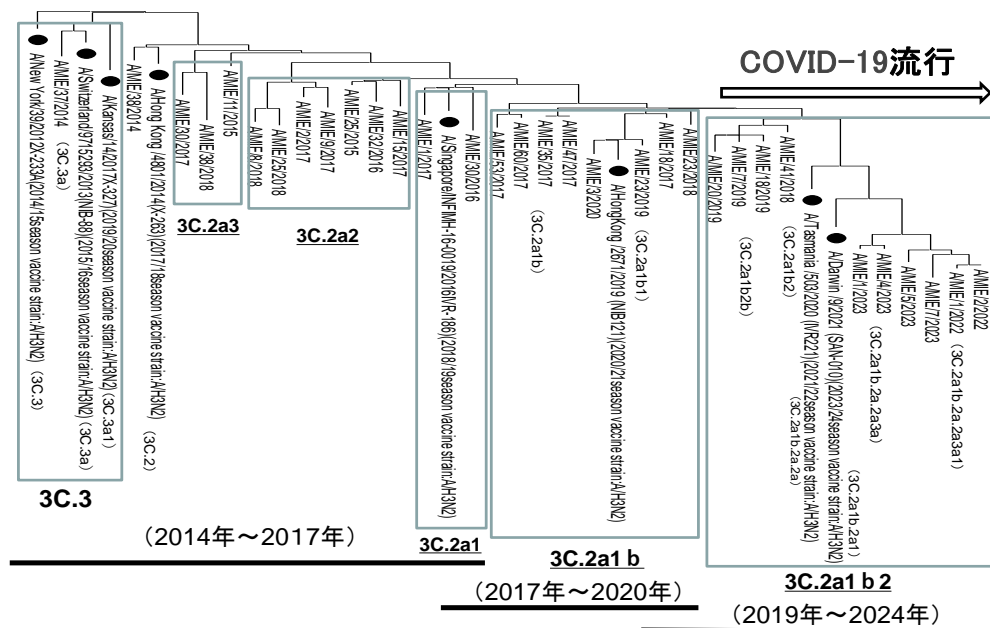 COVID-19流行
A/New York/39/2012(X-233A)(2014/15season vaccine strain:A/H3N2)
(3C.3)
A/MIE/37/2014
(3C.3a)
A/Switzerland/9715293/2013(NIB-88)(2015/16season vaccine strain:A/H3N2)
(3C.3a)
A/Kansas/14/2017(X-327)(2019/20season vaccine strain:A/H3N2)
(3C.3a1)
A/MIE/38/2014
A/Hong Kong/4801/2014(X-263)(2017/18season vaccine strain:A/H3N2)
(3C.2)
A/MIE/30/2017
A/MIE/38/2018
A/MIE/11/2015
A/MIE/8/2018
A/MIE/25/2018
A/MIE/2/2017
A/MIE/9/2017
A/MIE/25/2015
A/MIE/22/2016
A/MIE/15/2017
A/MIE/1/2017
A/Singapore/INFIMH-16-0019/2016(IVR-186)(2018/19season vaccine strain:A/H3N2)
A/MIE/30/2016
A/MIE/53/2017
A/MIE/60/2017
(3C.2a1b)
A/MIE/35/2017
A/MIE/47/2017
A/MIE/3/2020
A/HongKong /2671/2019 (NIB121)(2020/21season vaccine strain:A/H3N2)
A/MIE/23/2019
(3C.2a1b1)
A/MIE/18/2017
A/MIE/23/2018
A/MIE/20/2019
A/MIE/7/2019
(3C.2a1b2b)
A/MIE/18/2019
A/MIE/41/2018
(3C.2a1b2)
A/Tasmania /503/2020 (IVR221)(2021/22season vaccine strain:A/H3N2)
(3C.2a1b.2a.2a)
A/Darwin /9/2021 (SAN-010)(2023/24season vaccine strain:A/H3N2)
(3C.2a1b.2a1)
A/MIE/1/2023
A/MIE/4/2023
(3C.2a1b.2a.2a3a)
A/MIE/5/2023
A/MIE/7/2023
A/MIE/1/2022
(3C.2a1b.2a.2a3a1)
A/MIE/2/2022
3C.3
3C.2a3
3C.2a2
3C.2a1
3C.2a1ｂ
3C.2a1ｂ2
(2014年～2017年)
(2017年～2020年)
(2019年～2024年)